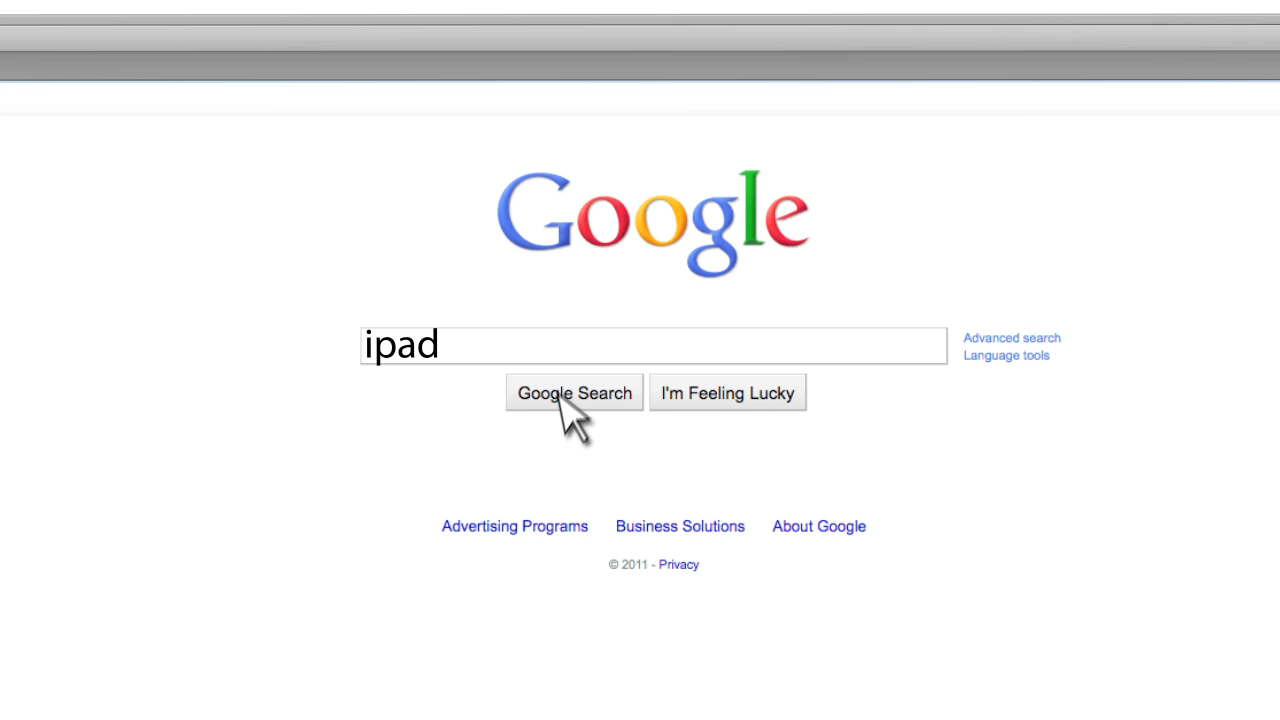 Google
ipad
Advanced search
Language tools
Google Search I'm Feeling Lucky
Advertising Programs Business Solutions About Google
© 2011 - Privacy